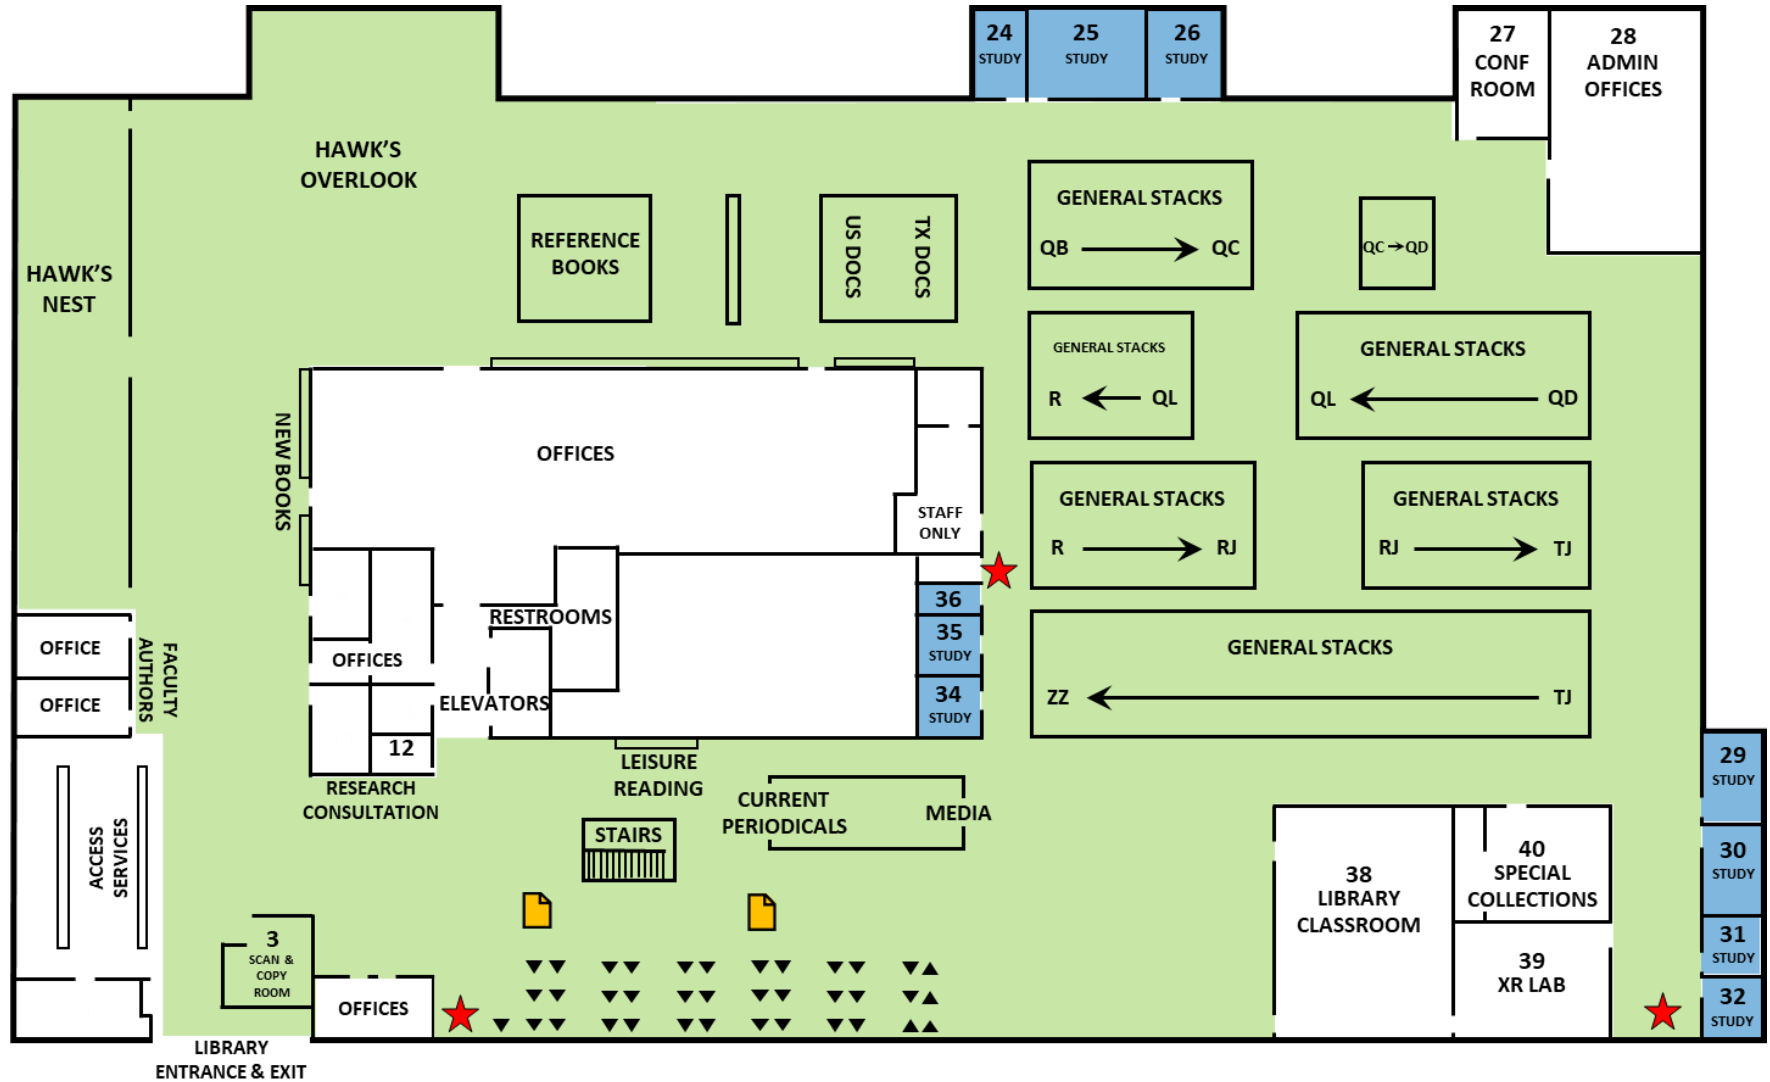 24
STUDY
25
STUDY
26
STUDY
27
CONF
ROOM
28
ADMIN
OFFICES
HAWK'S
OVERLOOK
HAWK'S
NEST
REFERENCE
BOOKS
US DOCS
TX DOCS
GENERAL STACKS
QB
QC
QC
QD
GENERAL STACKS
R
QL
GENERAL STACKS
QL
QD
NEW BOOKS
OFFICES
STAFF
ONLY
GENERAL STACKS
R
RJ
GENERAL STACKS
RJ
TJ
36
35
STUDY
34
STUDY
GENERAL STACKS
ZZ
TJ
RESTROOMS
OFFICES
ELEVATORS
12
OFFICE
OFFICE
FACULTY
AUTHORS
RESEARCH
CONSULTATION
LEISURE
READING
CURRENT
PERIODICALS
MEDIA
STAIRS
ACCESS
SERVICES
29
STUDY
30
STUDY
31
STUDY
32
STUDY
38
LIBRARY
CLASSROOM
40
SPECIAL
COLLECTIONS
39
XR LAB
3
SCAN &
COPY
ROOM
OFFICES
LIBRARY
ENTRANCE & EXIT